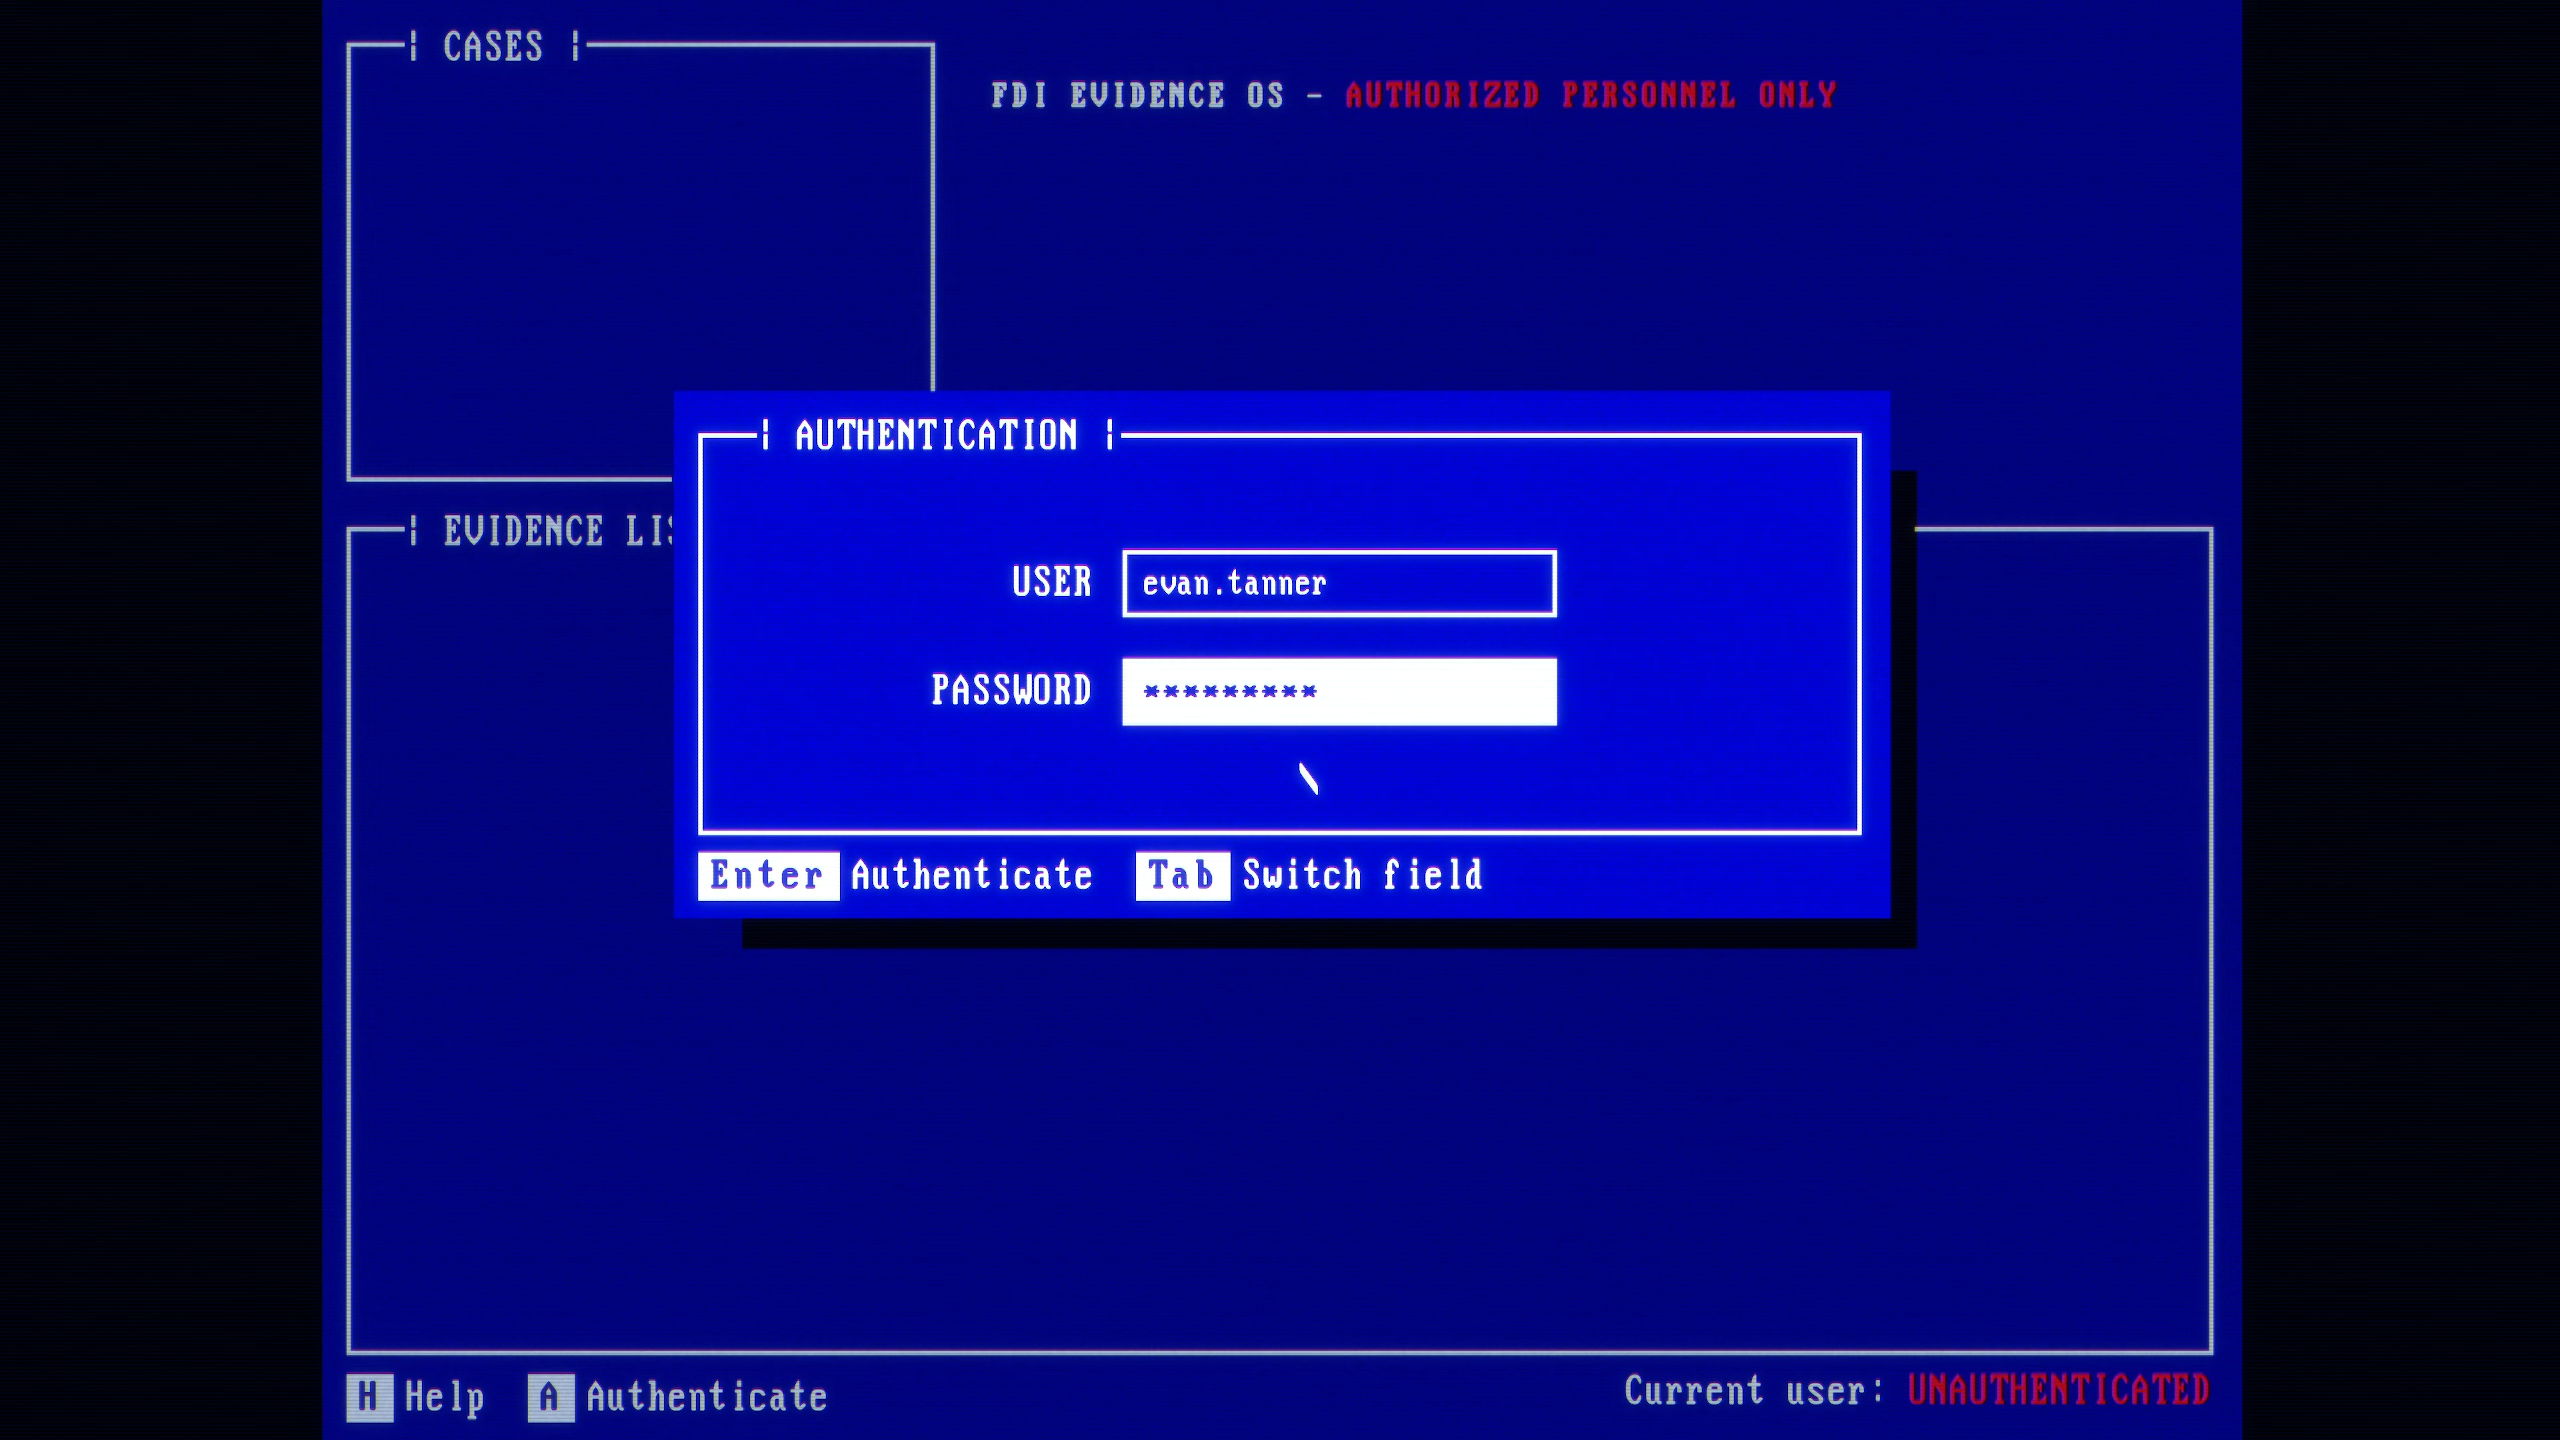 CASES
FDI EVIDENCE OS - AUTHORIZED PERSONNEL ONLY
AUTHENTICATION
EVIDENCE LIS
USER evan.tanner
PASSWORD *********
Enter Authenticate Tab Switch field
H Help A Authenticate
Current user: UNAUTHENTICATED